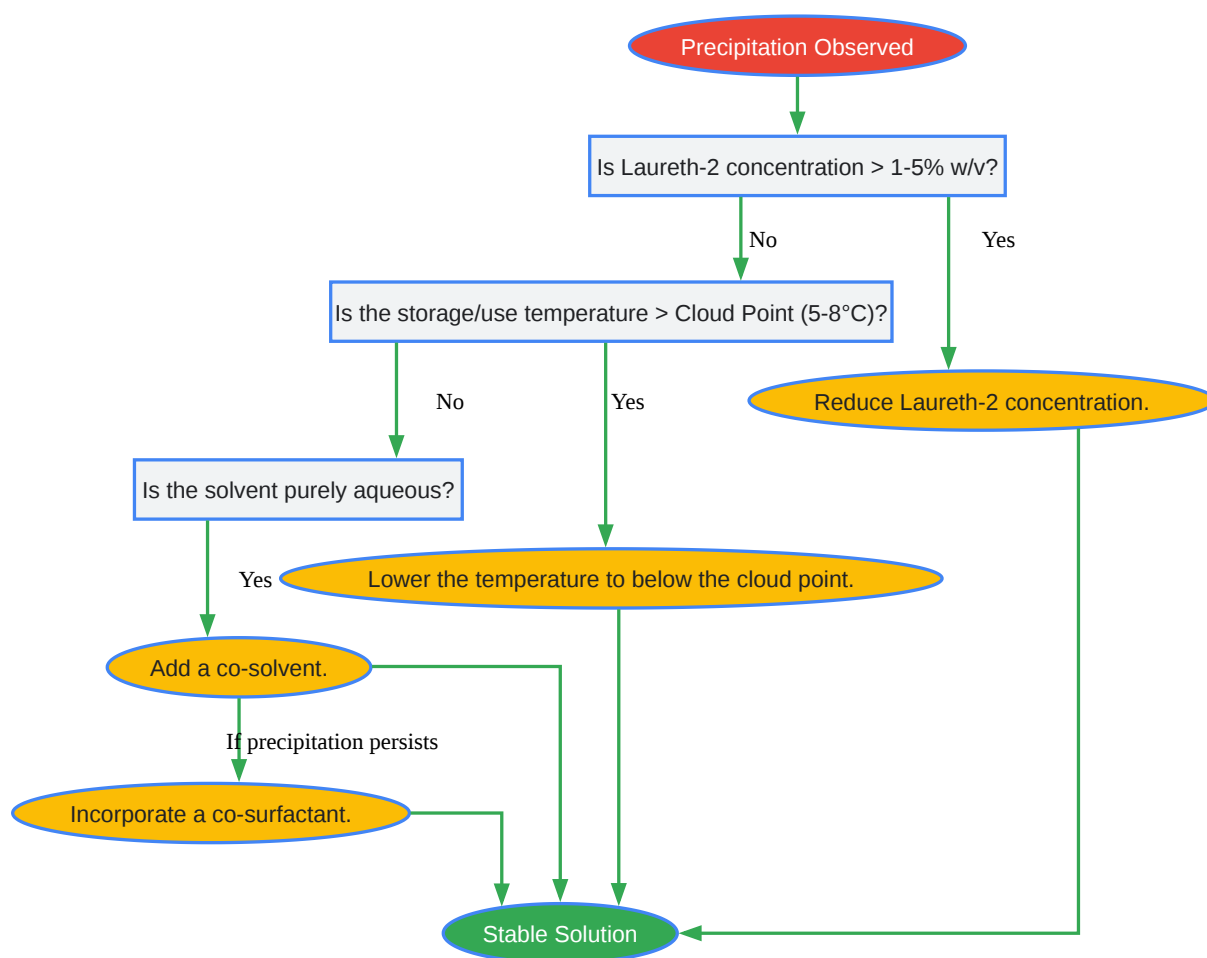 Precipitation Observed
Is Laureth-2 concentration > 1-5% w/v?
No
Yes
Is the storage/use temperature > Cloud Point (5-8°C)?
No
Yes
Reduce Laureth-2 concentration.
Is the solvent purely aqueous?
Yes
Lower the temperature to below the cloud point.
Add a co-solvent.
If precipitation persists
Incorporate a co-surfactant.
Stable Solution